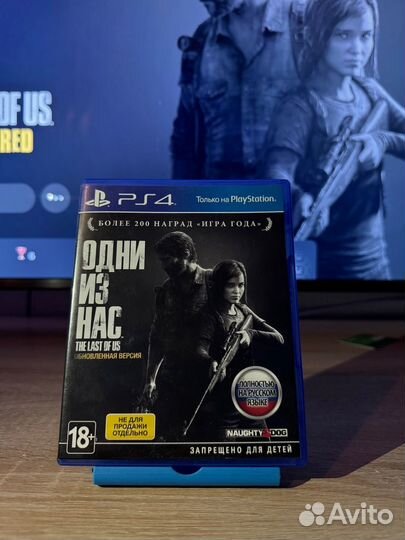 OF US
RED
6
PS4
Только на PlayStation.
БОЛЕЕ 200 НАГРАД «ИГРА ГОДА»
ОДНИ
ИЗ
НАС
THE LAST OF US
ОБНОВЛЕННАЯ ВЕРСИЯ
ПОЛНОСТЬЮ
НА РУССКОМ
ЯЗЫКЕ
НЕ ДЛЯ
ПРОДАЖИ
ОТДЕЛЬНО
18+
NAUGHTY DOG
ЗАПРЕЩЕНО ДЛЯ ДЕТЕЙ
Avito